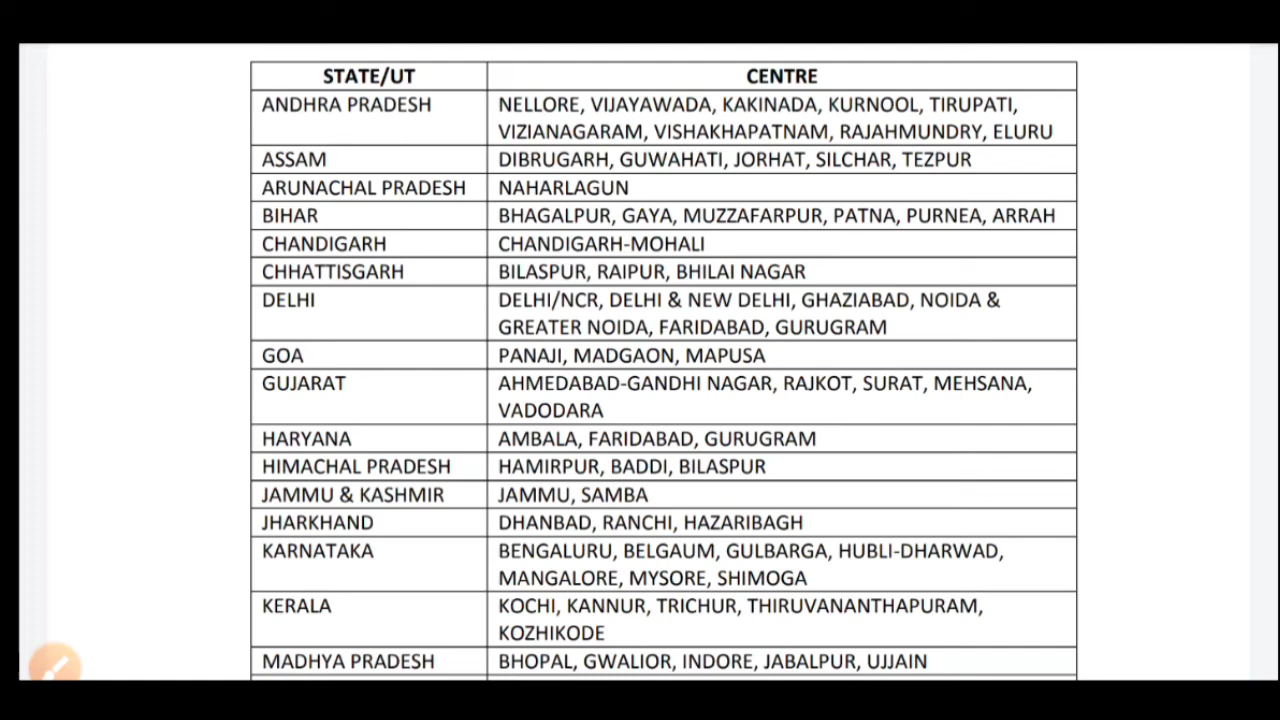 STATE/UT CENTRE
ANDHRA PRADESH NELLORE, VIJAYAWADA, KAKINADA, KURNOOL, TIRUPATI,
VIZIANAGARAM, VISHAKHAPATNAM, RAJAHMUNDRY, ELURU
ASSAM DIBRUGARH, GUWAHATI, JORHAT, SILCHAR, TEZPUR
ARUNACHAL PRADESH NAHARLAGUN
BIHAR BHAGALPUR, GAYA, MUZZAFARPUR, PATNA, PURNEA, ARRAH
CHANDIGARH CHANDIGARH-MOHALI
CHHATTISGARH BILASPUR, RAIPUR, BHILAI NAGAR
DELHI DELHI/NCR, DELHI & NEW DELHI, GHAZIABAD, NOIDA &
GREATER NOIDA, FARIDABAD, GURUGRAM
GOA PANAJI, MADGAON, MAPUSA
GUJARAT AHMEDABAD-GANDHI NAGAR, RAJKOT, SURAT, MEHSANA,
VADODARA
HARYANA AMBALA, FARIDABAD, GURUGRAM
HIMACHAL PRADESH HAMIRPUR, BADDI, BILASPUR
JAMMU & KASHMIR JAMMU, SAMBA
JHARKHAND DHANBAD, RANCHI, HAZARIBAGH
KARNATAKA BENGALURU, BELGAUM, GULBARGA, HUBLI-DHARWAD,
MANGALORE, MYSORE, SHIMOGA
KERALA KOCHI, KANNUR, TRICHUR, THIRUVANANTHAPURAM,
KOZHIKODE
MADHYA PRADESH BHOPAL, GWALIOR, INDORE, JABALPUR, UJJAIN